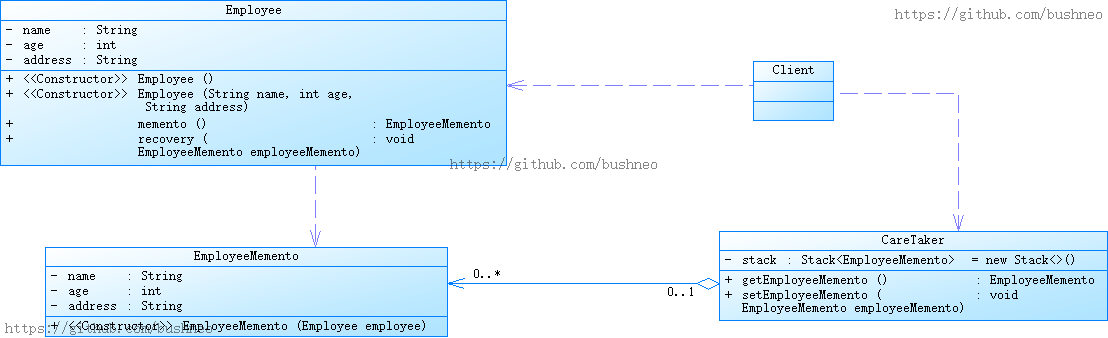 Employee
- name : String
- age : int
- address : String
+ <<Constructor>> Employee ()
+ <<Constructor>> Employee (String name, int age,
String address)
+ memento () : EmployeeMemento
+ recovery ( : void
EmployeeMemento employeeMemento)
https://github.com/bushneo
Client
https://github.com/bushneo
EmployeeMemento
- name : String
- age : int
- address : String
+ <<Constructor>> EmployeeMemento (Employee employee)
https://github.com/bushneo
0..*
0..1
CareTaker
- stack : Stack<EmployeeMemento> = new Stack<>()
+ getEmployeeMemento () : EmployeeMemento
+ setEmployeeMemento ( : void
EmployeeMemento employeeMemento)